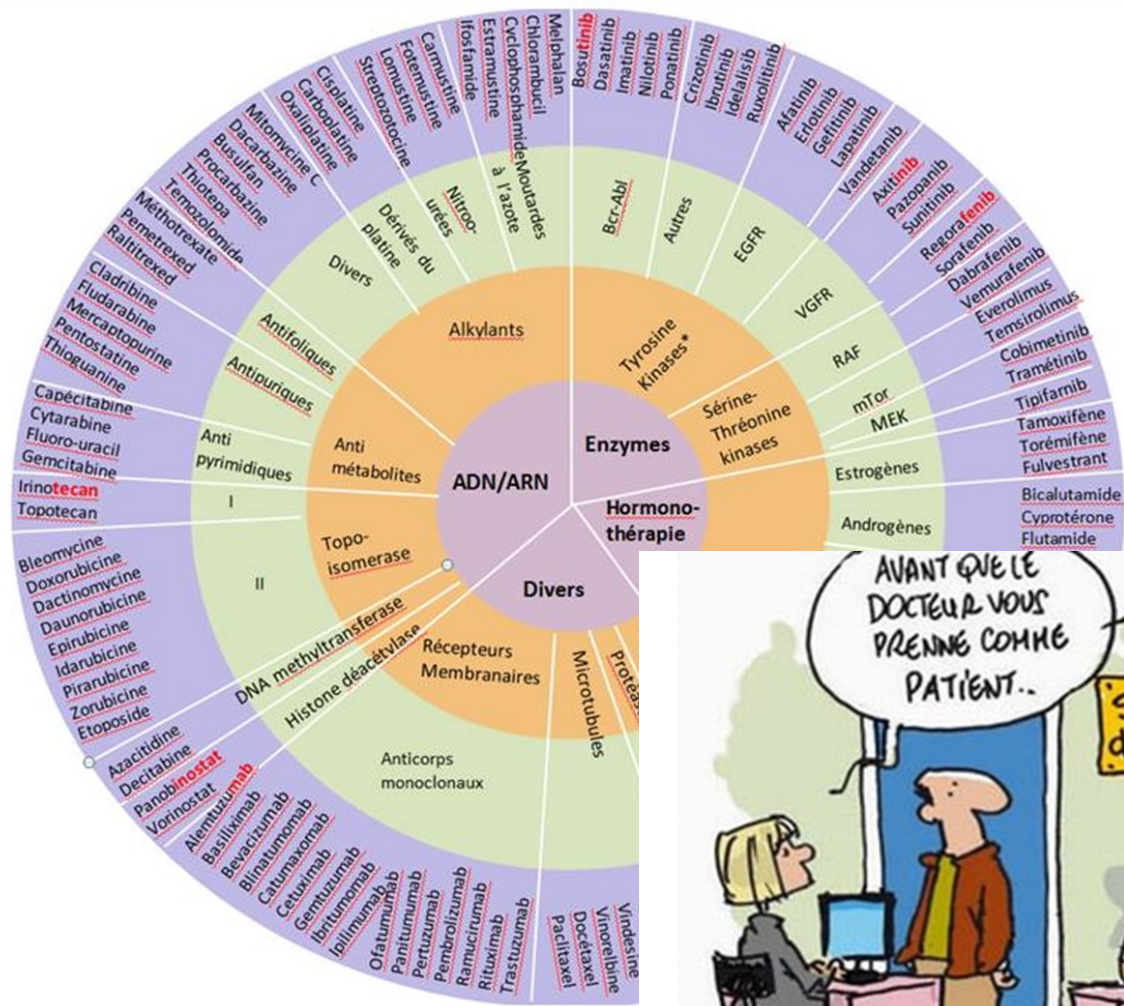 Melphalan
Chlorambucil
Cyclophosphamide
Estramustine
Ifosfamide
Carmustine
Fotemustine
Lomustine
Streptozotocine
Cisplatine
Carboplatine
Oxaliplatine
Mitomycine C
Dacarbazine
Busulfan
Procarbazine
Thiotepa
Temozolomide
Méthotrexate
Pemetrexed
Raltitrexed
Cladribine
Fludarabine
Mercaptopurine
Pentostatine
Thioguanine
Capécitabine
Cytarabine
Fluoro-uracil
Gemcitabine
Irinotecan
Topotecan
Bleomycine
Doxorubicine
Dactinomycine
Daunorubicine
Epirubicine
Idarubicine
Pirarubicine
Zorubicine
Etoposide
Azacitidine
Decitabine
Panobinostat
Vorinostat
Alemtuzumab
Basiliximab
Bevacizumab
Blinatumomab
Catumaxomab
Cetuximab
Gemtuzumab
Ibritumomab
Ipilimumab
Ofatumumab
Panitumumab
Pertuzumab
Pembrolizumab
Ramucirumab
Rituximab
Trastuzumab
Paclitaxel
Docétaxel
Vinorelbine
Vindesine
Bosutinib
Dasatinib
Imatinib
Nilotinib
Ponatinib
Crizotinib
Ibrutinib
Idelalisib
Ruxolitinib
Afatinib
Erlotinib
Gefitinib
Lapatinib
Vandetanib
Axitinib
Pazopanib
Sunitinib
Regorafenib
Sorafenib
Dabrafenib
Vemurafenib
Everolimus
Temsirolimus
Cobimetinib
Tramétinib
Tipifarnib
Tamoxifène
Torémifène
Fulvestrant
Bicalutamide
Cyprotérone
Flutamide
Moutardes
à l'azote
Nitroo-
urées
Dérivés du
platine
Divers
Antifoliques
Antipuriques
Anti
pyrimidiques
I
II
DNA methyltransferase
Histone déacétylase
Anticorps
monoclonaux
Bcr-Abl
Autres
EGFR
VGFR
RAF
mTor
MEK
Estrogènes
Androgènes
Alkylants
Anti
métabolites
Topo-
isomerase
Récepteurs
Membranaires
Microtubules
Tyrosine
Kinases*
Sérine-
Thréonine
kinases
ADN/ARN
Enzymes
Hormono-
thérapie
Divers
AVANT QUE LE
DOCTEUR VOUS
PRENNE COMME
PATIENT..